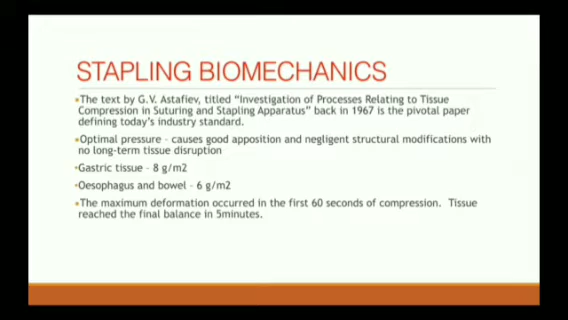 STAPLING BIOMECHANICS
•The text by G.V. Astafiev, titled "Investigation of Processes Relating to Tissue
Compression in Suturing and Stapling Apparatus" back in 1967 is the pivotal paper
defining today's industry standard.
•Optimal pressure – causes good apposition and negligent structural modifications with
no long-term tissue disruption
•Gastric tissue – 8 g/m2
•Oesophagus and bowel – 6 g/m2
•The maximum deformation occurred in the first 60 seconds of compression. Tissue
reached the final balance in 5minutes.